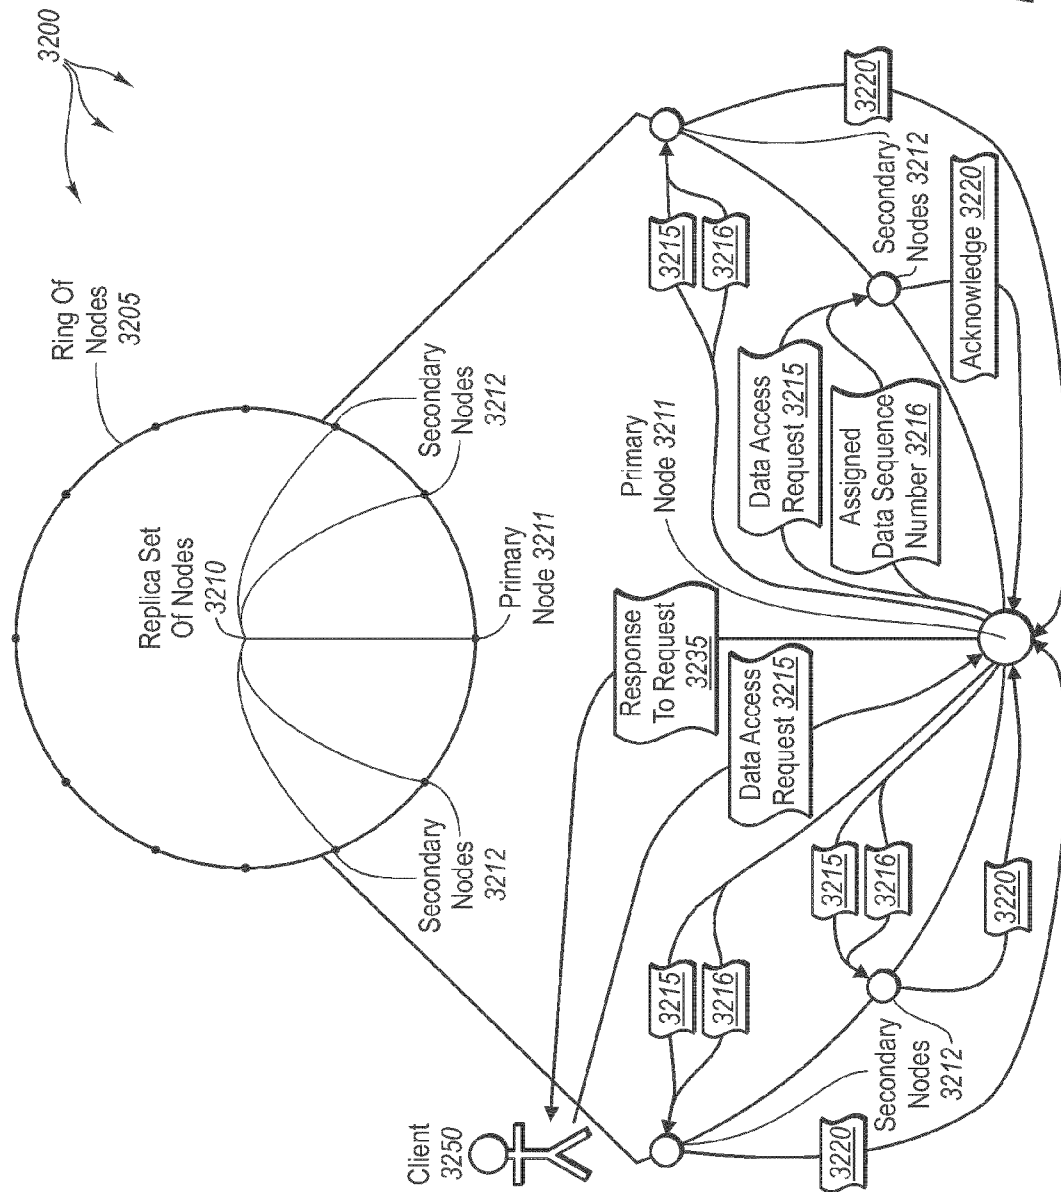 3200
Ring Of
Nodes
3205
Replica Set
Of Nodes
3210
Secondary
Nodes
3212
Secondary
Nodes
3212
Primary
Node 3211
Client
3250
Response
To Request
3235
Data Access
Request 3215
Primary
Node 3211
3215
3216
3215
3216
3220
3220
Secondary
Nodes
3212
Data Access
Request 3215
Assigned
Data Sequence
Number 3216
3215
3216
Secondary
Nodes 3212
Acknowledge 3220
3220